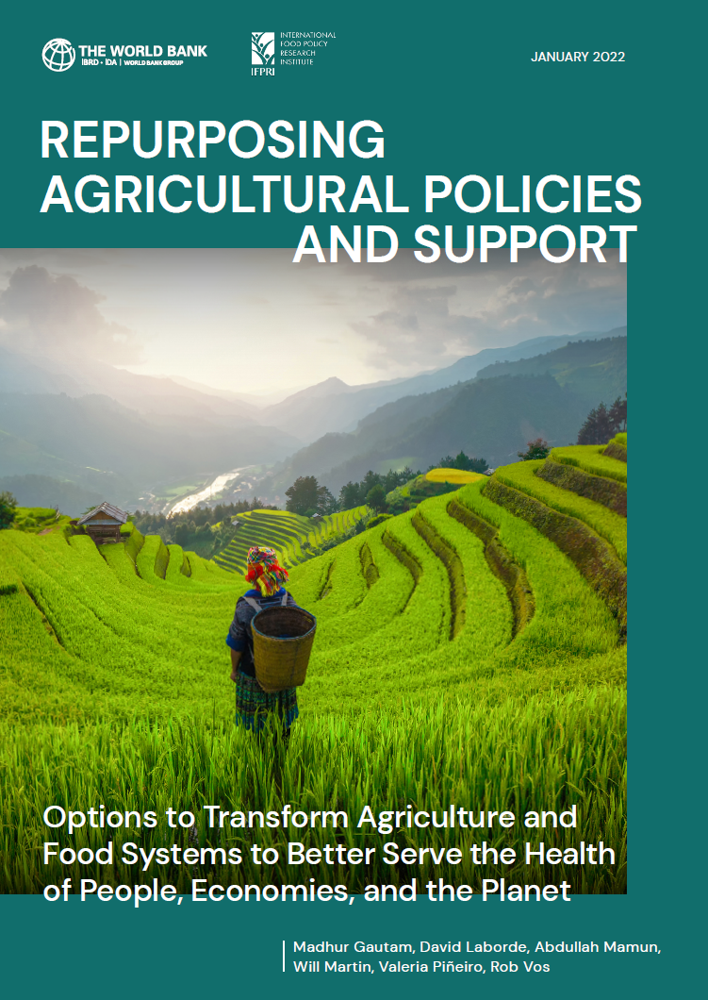 THE WORLD BANK
IBRD • IDA | WORLD BANK GROUP
INTERNATIONAL
FOOD POLICY
RESEARCH
INSTITUTE
IFPRI
JANUARY 2022
REPURPOSING
AGRICULTURAL POLICIES
AND SUPPORT
Options to Transform Agriculture and
Food Systems to Better Serve the Health
of People, Economies, and the Planet
Madhur Gautam, David Laborde, Abdullah Mamun,
Will Martin, Valeria Piñeiro, Rob Vos